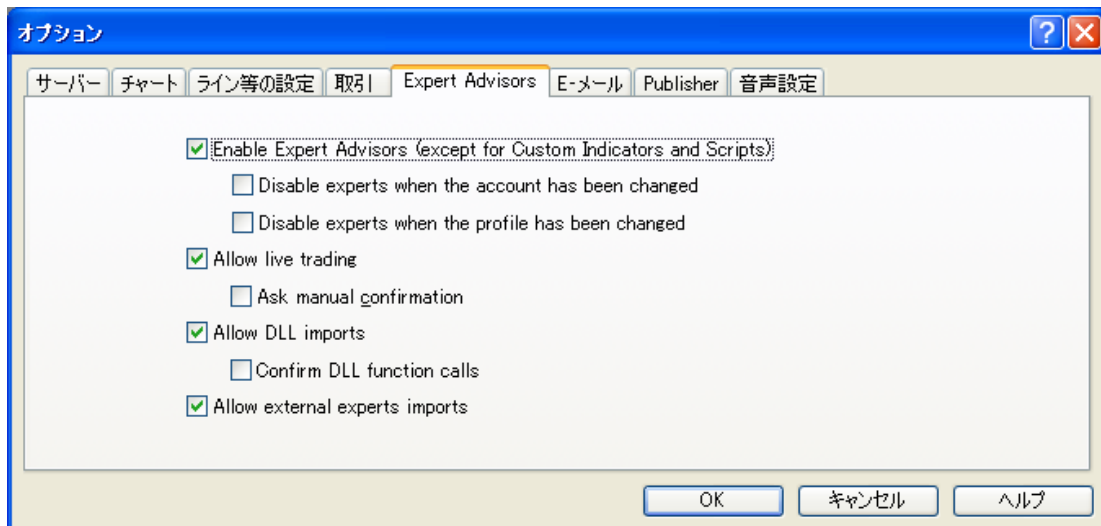 オプション
サーバー チャート ライン等の設定 取引 Expert Advisors E-メール Publisher 音声設定
Enable Expert Advisors (except for Custom Indicators and Scripts)
Disable experts when the account has been changed
Disable experts when the profile has been changed
Allow live trading
Ask manual confirmation
Allow DLL imports
Confirm DLL function calls
Allow external experts imports
OK キャンセル ヘルプ